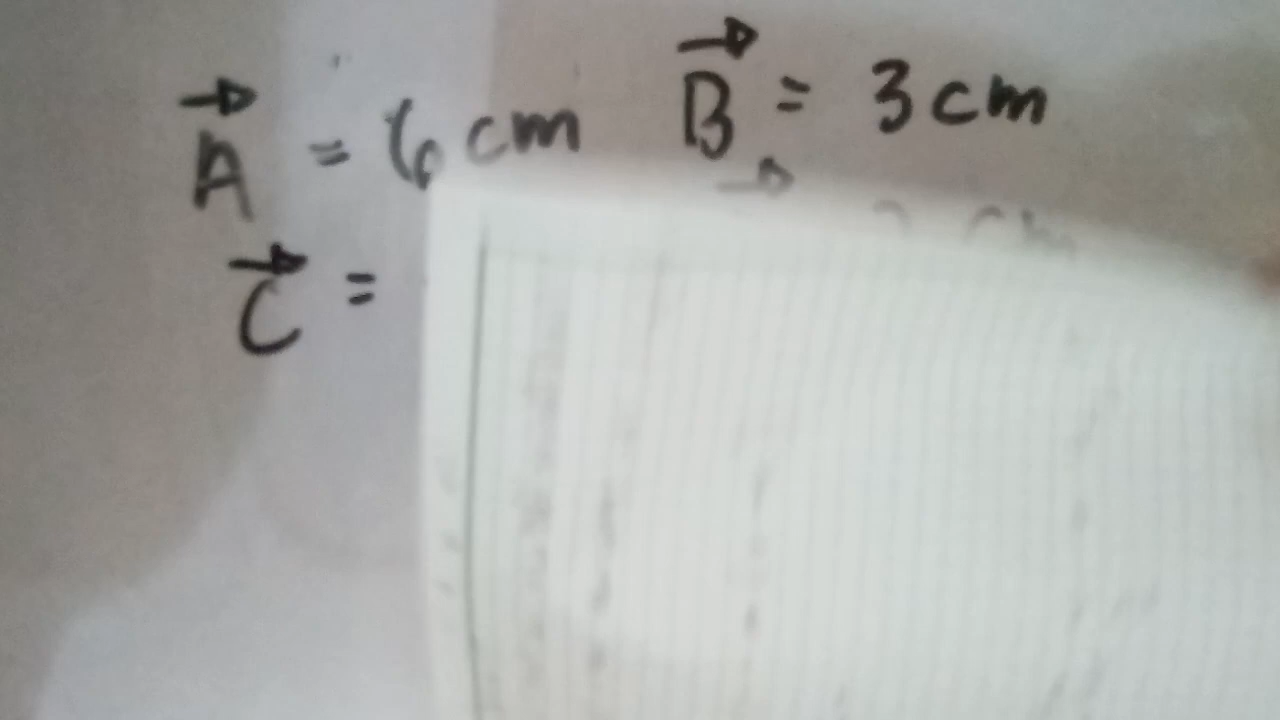 A⃗ = 6 cm B⃗ = 3 cm
C⃗ =